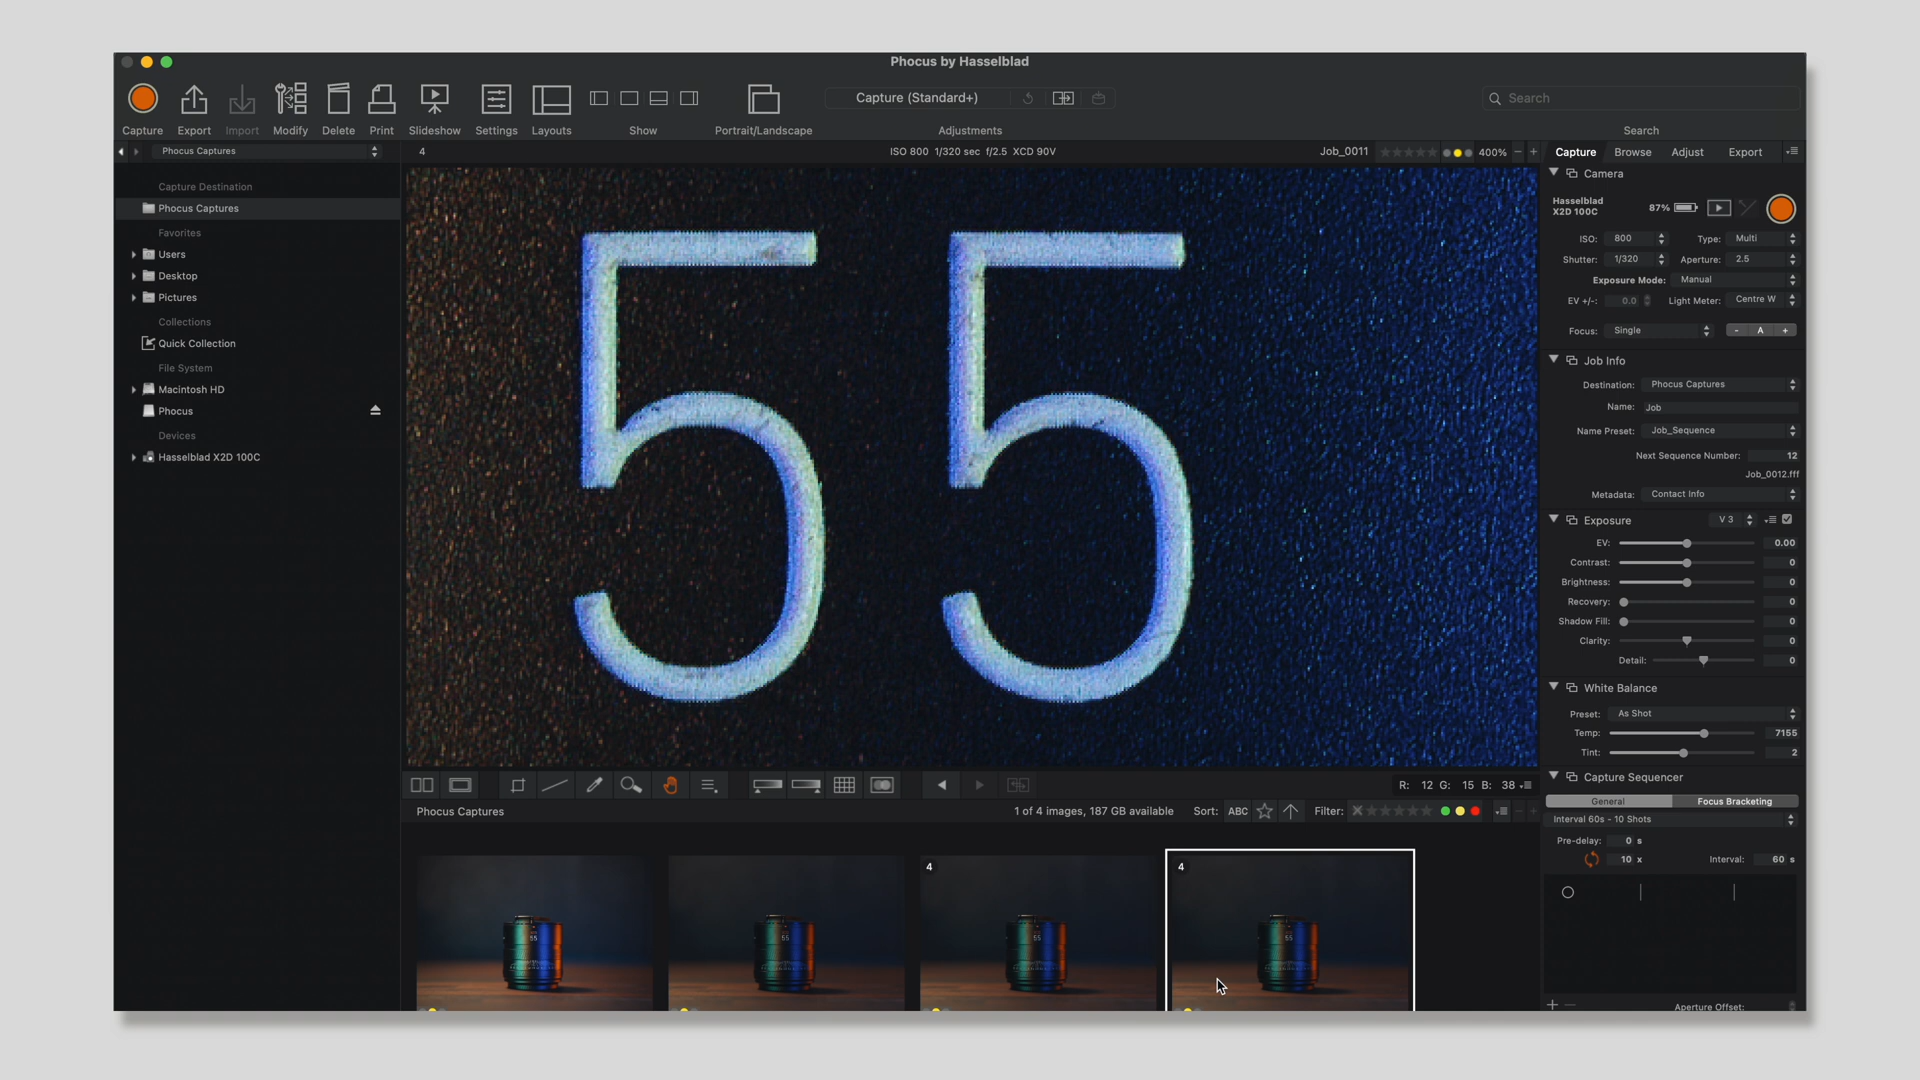 Phocus by Hasselblad
Capture
Export
Import
Modify
Delete
Print
Slideshow
Settings
Layouts
Show
Portrait/Landscape
Capture (Standard+)
Adjustments
Search
Search
Phocus Captures
4
ISO 800 1/320 sec f/2.5 XCD 90V
Job_0011
400%
Capture Browse Adjust Export
Capture Destination
Phocus Captures
Favorites
Users
Desktop
Pictures
Collections
Quick Collection
File System
Macintosh HD
Phocus
Devices
Hasselblad X2D 100C
55
Camera
Hasselblad
X2D 100C
87%
ISO: 800 Type: Multi
Shutter: 1/320 Aperture: 2.5
Exposure Mode: Manual
EV +/-: 0.0 Light Meter: Centre W
Focus: Single - A +
Job Info
Destination: Phocus Captures
Name: Job
Name Preset: Job_Sequence
Next Sequence Number: 12
Job_0012.fff
Metadata: Contact Info
Exposure V 3
EV: 0.00
Contrast: 0
Brightness: 0
Recovery: 0
Shadow Fill: 0
Clarity: 0
Detail: 0
White Balance
Preset: As Shot
Temp: 7155
Tint: 2
Capture Sequencer
General Focus Bracketing
Interval 60s - 10 Shots
Pre-delay: 0 s
10 x Interval: 60 s
Aperture Offset:
R: 12 G: 15 B: 38
Phocus Captures
1 of 4 images, 187 GB available
Sort: ABC
Filter:
4
4
55
55
55
55